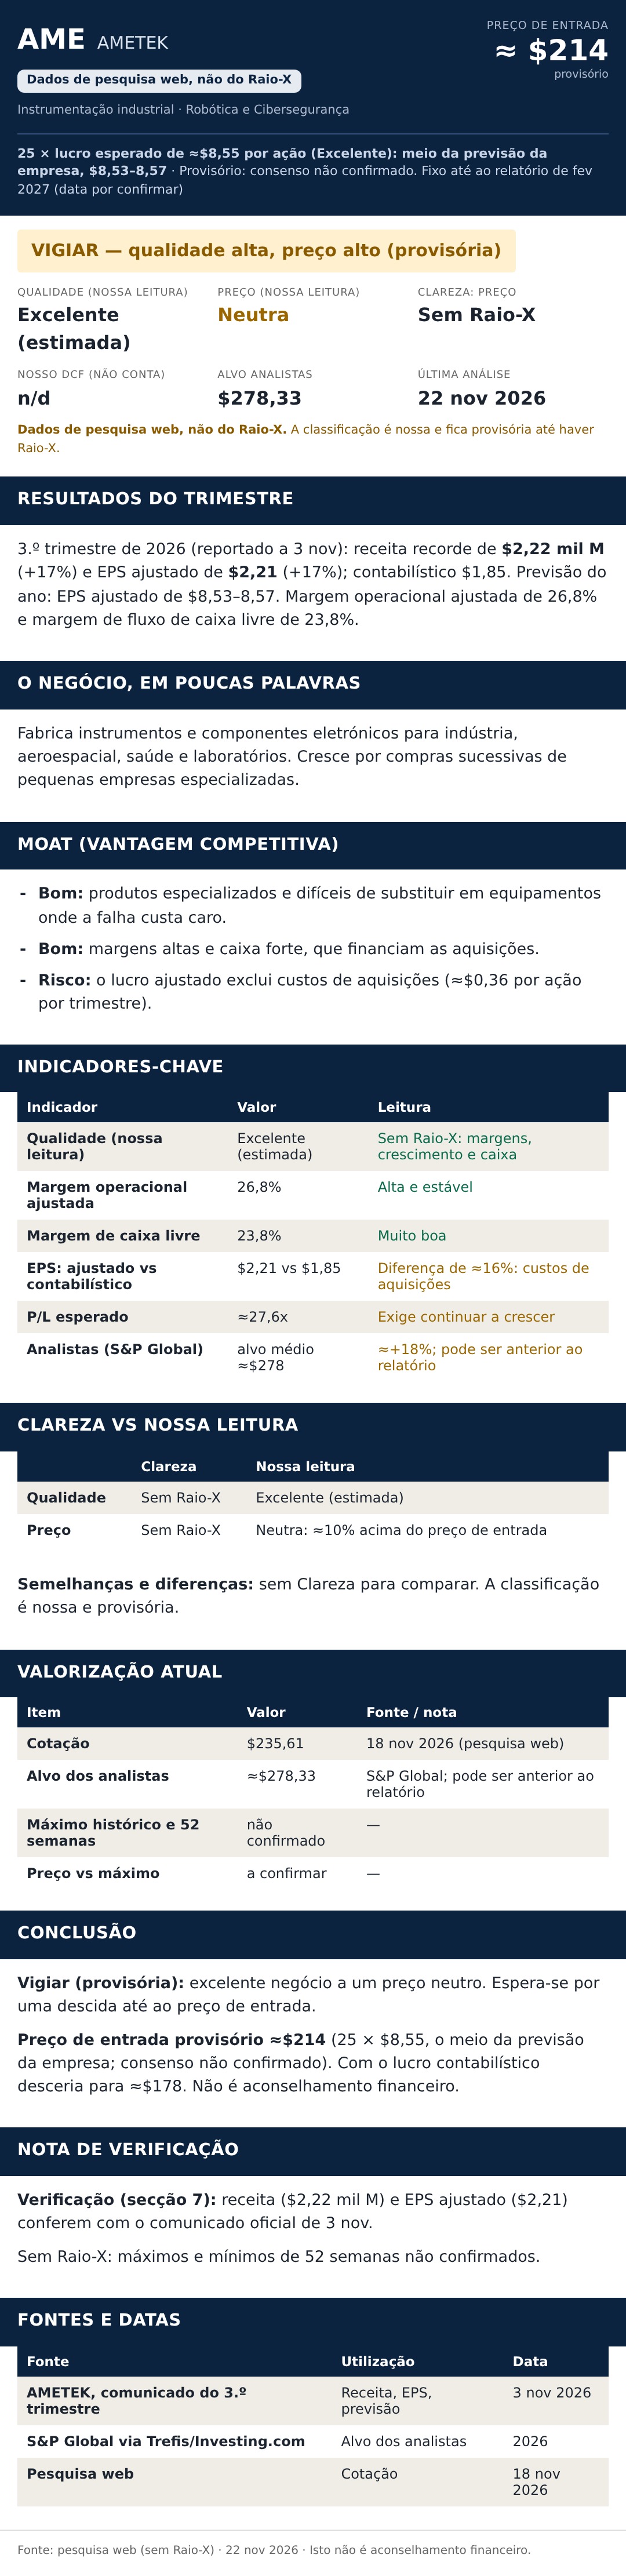 AME AMETEK
PREÇO DE ENTRADA
≈ $214
provisório
Dados de pesquisa web, não do Raio-X
Instrumentação industrial · Robótica e Cibersegurança
25 × lucro esperado de ≈$8,55 por ação (Excelente): meio da previsão da
empresa, $8,53–8,57 · Provisório: consenso não confirmado. Fixo até ao relatório de fev
2027 (data por confirmar)
VIGIAR — qualidade alta, preço alto (provisória)
QUALIDADE (NOSSA LEITURA) PREÇO (NOSSA LEITURA) CLAREZA: PREÇO
Excelente Neutra Sem Raio-X
(estimada)
NOSSO DCF (NÃO CONTA) ALVO ANALISTAS ÚLTIMA ANÁLISE
n/d $278,33 22 nov 2026
Dados de pesquisa web, não do Raio-X. A classificação é nossa e fica provisória até haver
Raio-X.
RESULTADOS DO TRIMESTRE
3.º trimestre de 2026 (reportado a 3 nov): receita recorde de $2,22 mil M
(+17%) e EPS ajustado de $2,21 (+17%); contabilístico $1,85. Previsão do
ano: EPS ajustado de $8,53–8,57. Margem operacional ajustada de 26,8%
e margem de fluxo de caixa livre de 23,8%.
O NEGÓCIO, EM POUCAS PALAVRAS
Fabrica instrumentos e componentes eletrónicos para indústria,
aeroespacial, saúde e laboratórios. Cresce por compras sucessivas de
pequenas empresas especializadas.
MOAT (VANTAGEM COMPETITIVA)
- Bom: produtos especializados e difíceis de substituir em equipamentos
onde a falha custa caro.
- Bom: margens altas e caixa forte, que financiam as aquisições.
- Risco: o lucro ajustado exclui custos de aquisições (≈$0,36 por ação
por trimestre).
INDICADORES-CHAVE
Indicador Valor Leitura
Qualidade (nossa Excelente Sem Raio-X: margens,
leitura) (estimada) crescimento e caixa
Margem operacional 26,8% Alta e estável
ajustada
Margem de caixa livre 23,8% Muito boa
EPS: ajustado vs $2,21 vs $1,85 Diferença de ≈16%: custos de
contabilístico aquisições
P/L esperado ≈27,6x Exige continuar a crescer
Analistas (S&P Global) alvo médio ≈+18%; pode ser anterior ao
≈$278 relatório
CLAREZA VS NOSSA LEITURA
Clareza Nossa leitura
Qualidade Sem Raio-X Excelente (estimada)
Preço Sem Raio-X Neutra: ≈10% acima do preço de entrada
Semelhanças e diferenças: sem Clareza para comparar. A classificação
é nossa e provisória.
VALORIZAÇÃO ATUAL
Item Valor Fonte / nota
Cotação $235,61 18 nov 2026 (pesquisa web)
Alvo dos analistas ≈$278,33 S&P Global; pode ser anterior ao
relatório
Máximo histórico e 52 não —
semanas confirmado
Preço vs máximo a confirmar —
CONCLUSÃO
Vigiar (provisória): excelente negócio a um preço neutro. Espera-se por
uma descida até ao preço de entrada.
Preço de entrada provisório ≈$214 (25 × $8,55, o meio da previsão
da empresa; consenso não confirmado). Com o lucro contabilístico
desceria para ≈$178. Não é aconselhamento financeiro.
NOTA DE VERIFICAÇÃO
Verificação (secção 7): receita ($2,22 mil M) e EPS ajustado ($2,21)
conferem com o comunicado oficial de 3 nov.
Sem Raio-X: máximos e mínimos de 52 semanas não confirmados.
FONTES E DATAS
Fonte Utilização Data
AMETEK, comunicado do 3.º Receita, EPS, 3 nov 2026
trimestre previsão
S&P Global via Trefis/Investing.com Alvo dos analistas 2026
Pesquisa web Cotação 18 nov
2026
Fonte: pesquisa web (sem Raio-X) · 22 nov 2026 · Isto não é aconselhamento financeiro.